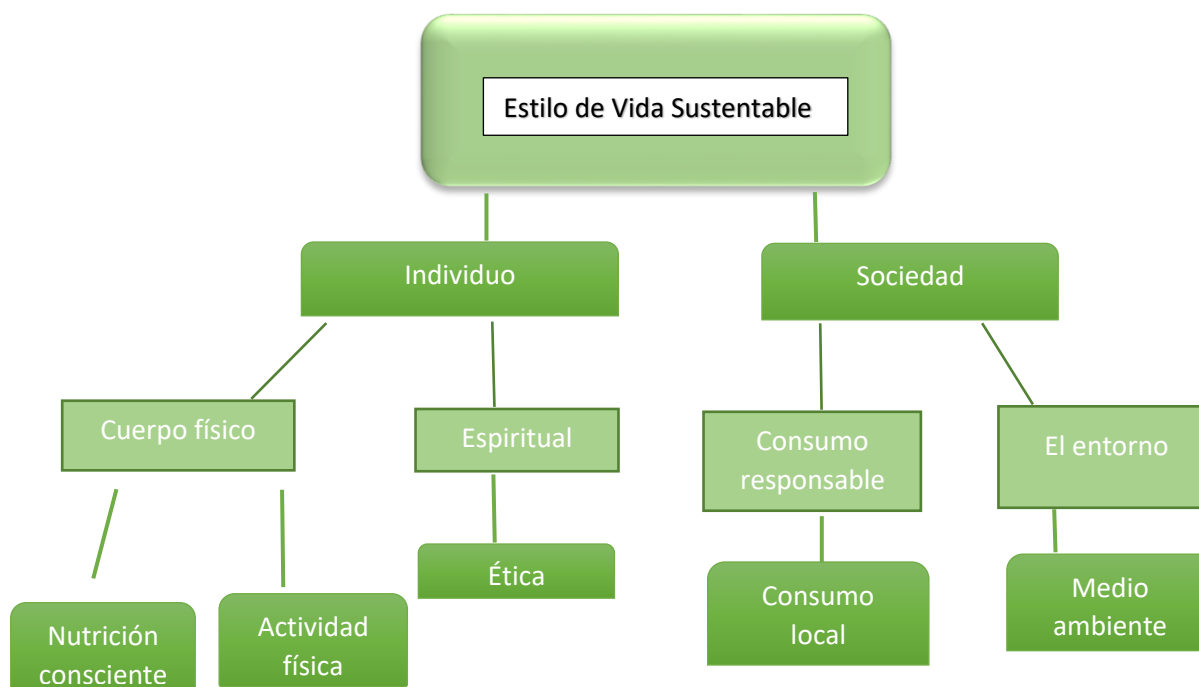 Estilo de Vida Sustentable
Individuo
Sociedad
Cuerpo físico
Espiritual
Consumo
responsable
El entorno
Ética
Consumo
local
Medio
ambiente
Nutrición
consciente
Actividad
física